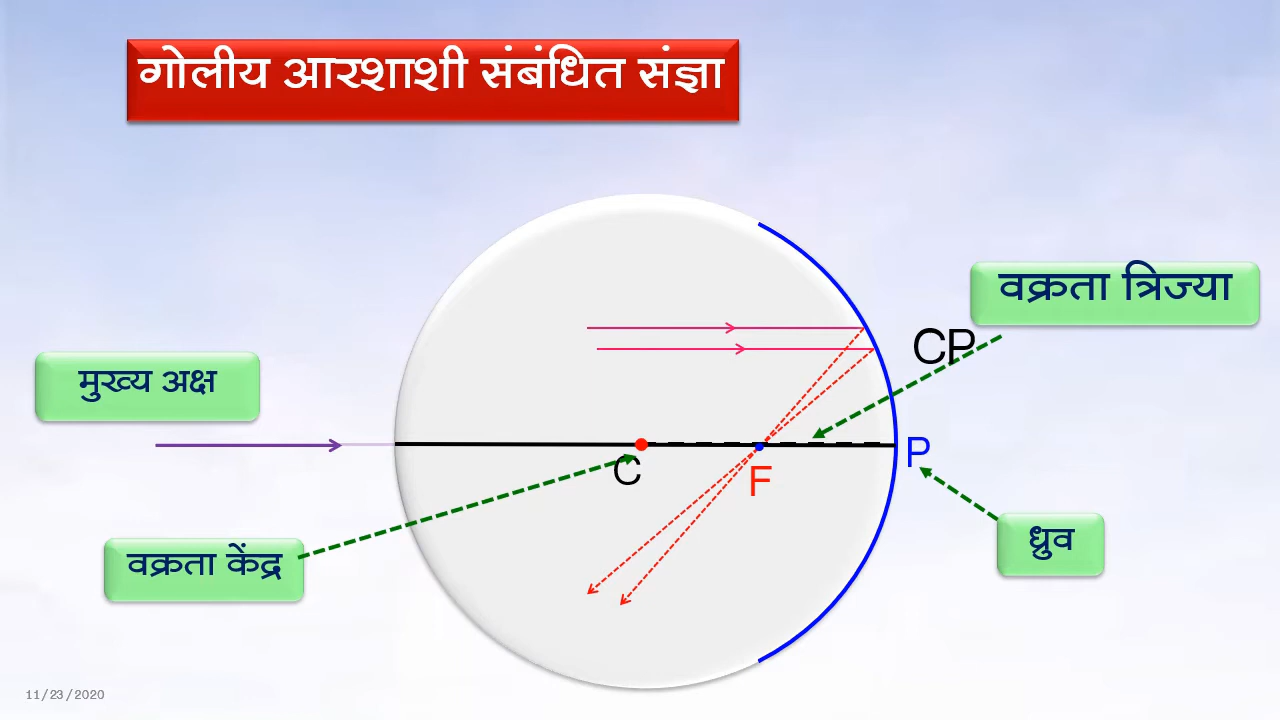 गोलीय आरशाशी संबंधित संज्ञा
वक्रता त्रिज्या
CP
मुख्य अक्ष
P
C
F
ध्रुव
वक्रता केंद्र
11/23/2020